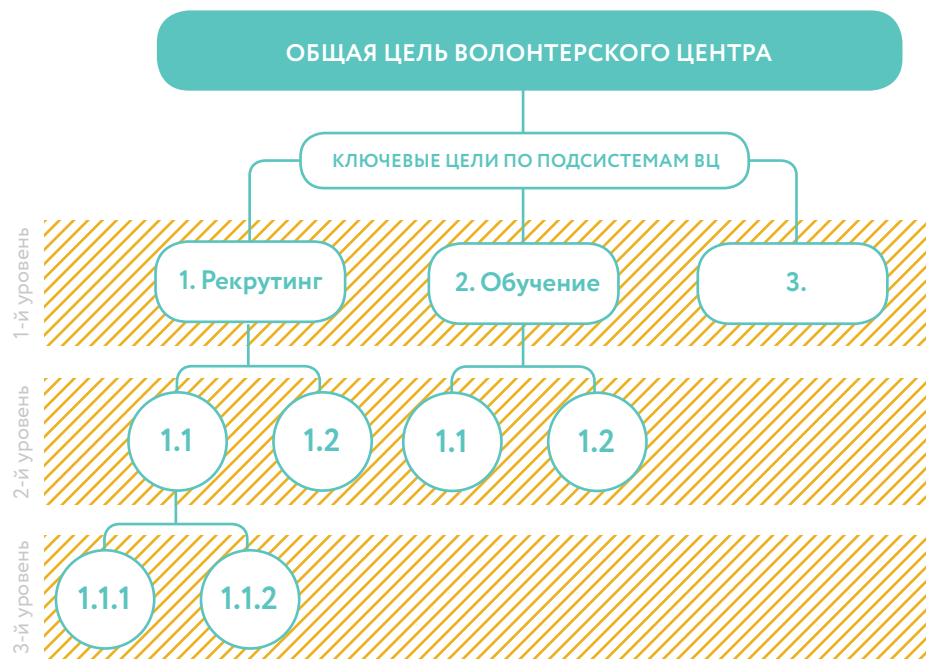 ОБЩАЯ ЦЕЛЬ ВОЛОНТЕРСКОГО ЦЕНТРА
КЛЮЧЕВЫЕ ЦЕЛИ ПО ПОДСИСТЕМАМ ВЦ
1-й уровень
1. Рекрутинг
2. Обучение
3.
2-й уровень
1.1
1.2
1.1
1.2
3-й уровень
1.1.1
1.1.2